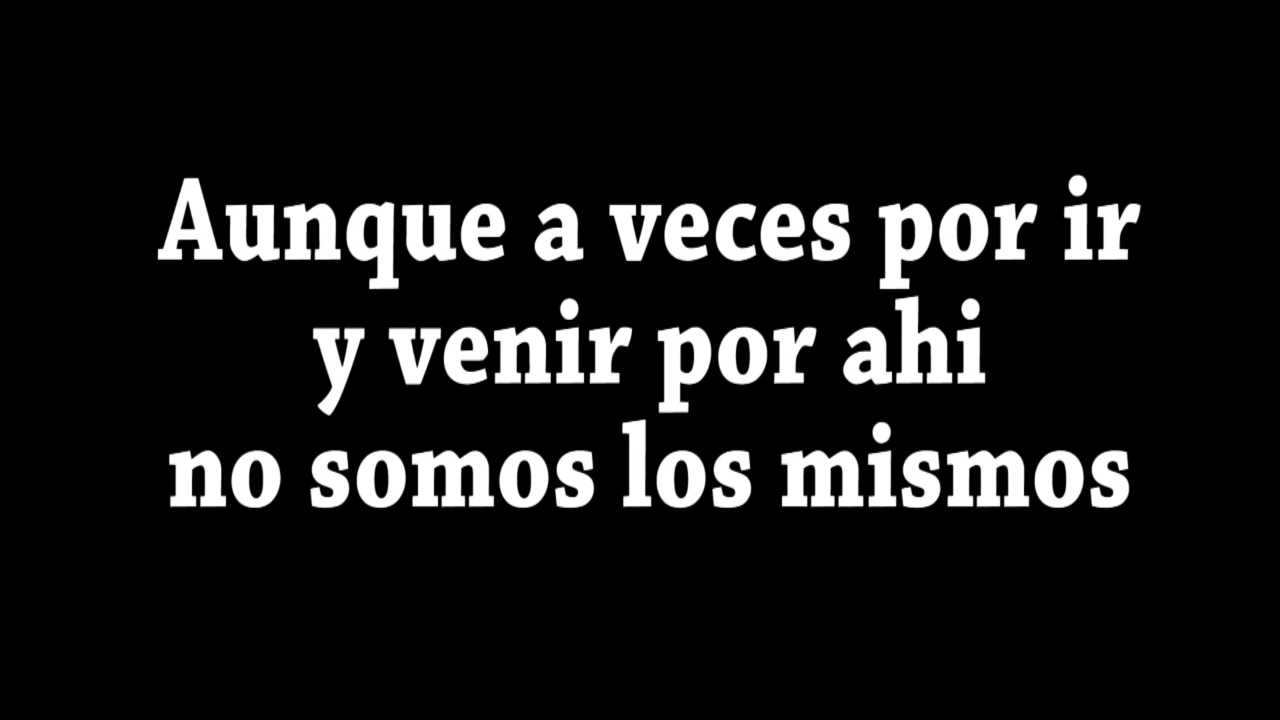 Aunque a veces por ir
y venir por ahi
no somos los mismos